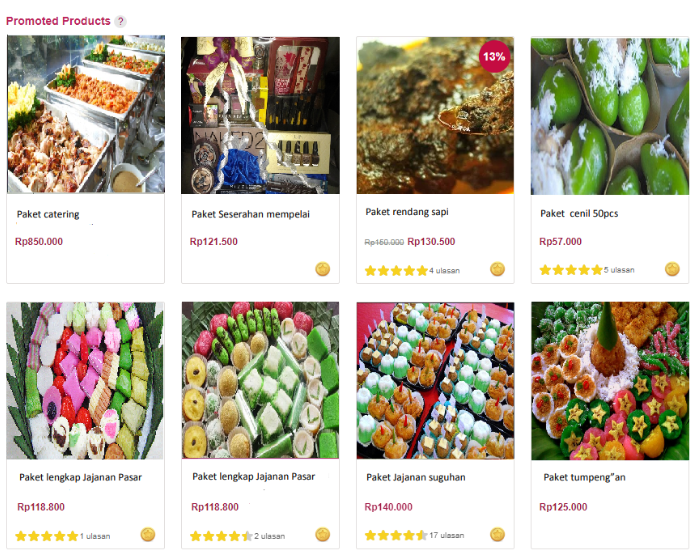 Promoted Products ?
Paket catering
Rp850.000
Paket Seserahan mempelai
Rp121.500
13%
Paket rendang sapi
Rp150.000 Rp130.500
4 ulasan
Paket cenil 50pcs
Rp57.000
5 ulasan
Paket lengkap Jajanan Pasar
Rp118.800
1 ulasan
Paket lengkap Jajanan Pasar
Rp118.800
2 ulasan
Paket Jajanan suguhan
Rp140.000
17 ulasan
Paket tumpeng”an
Rp125.000